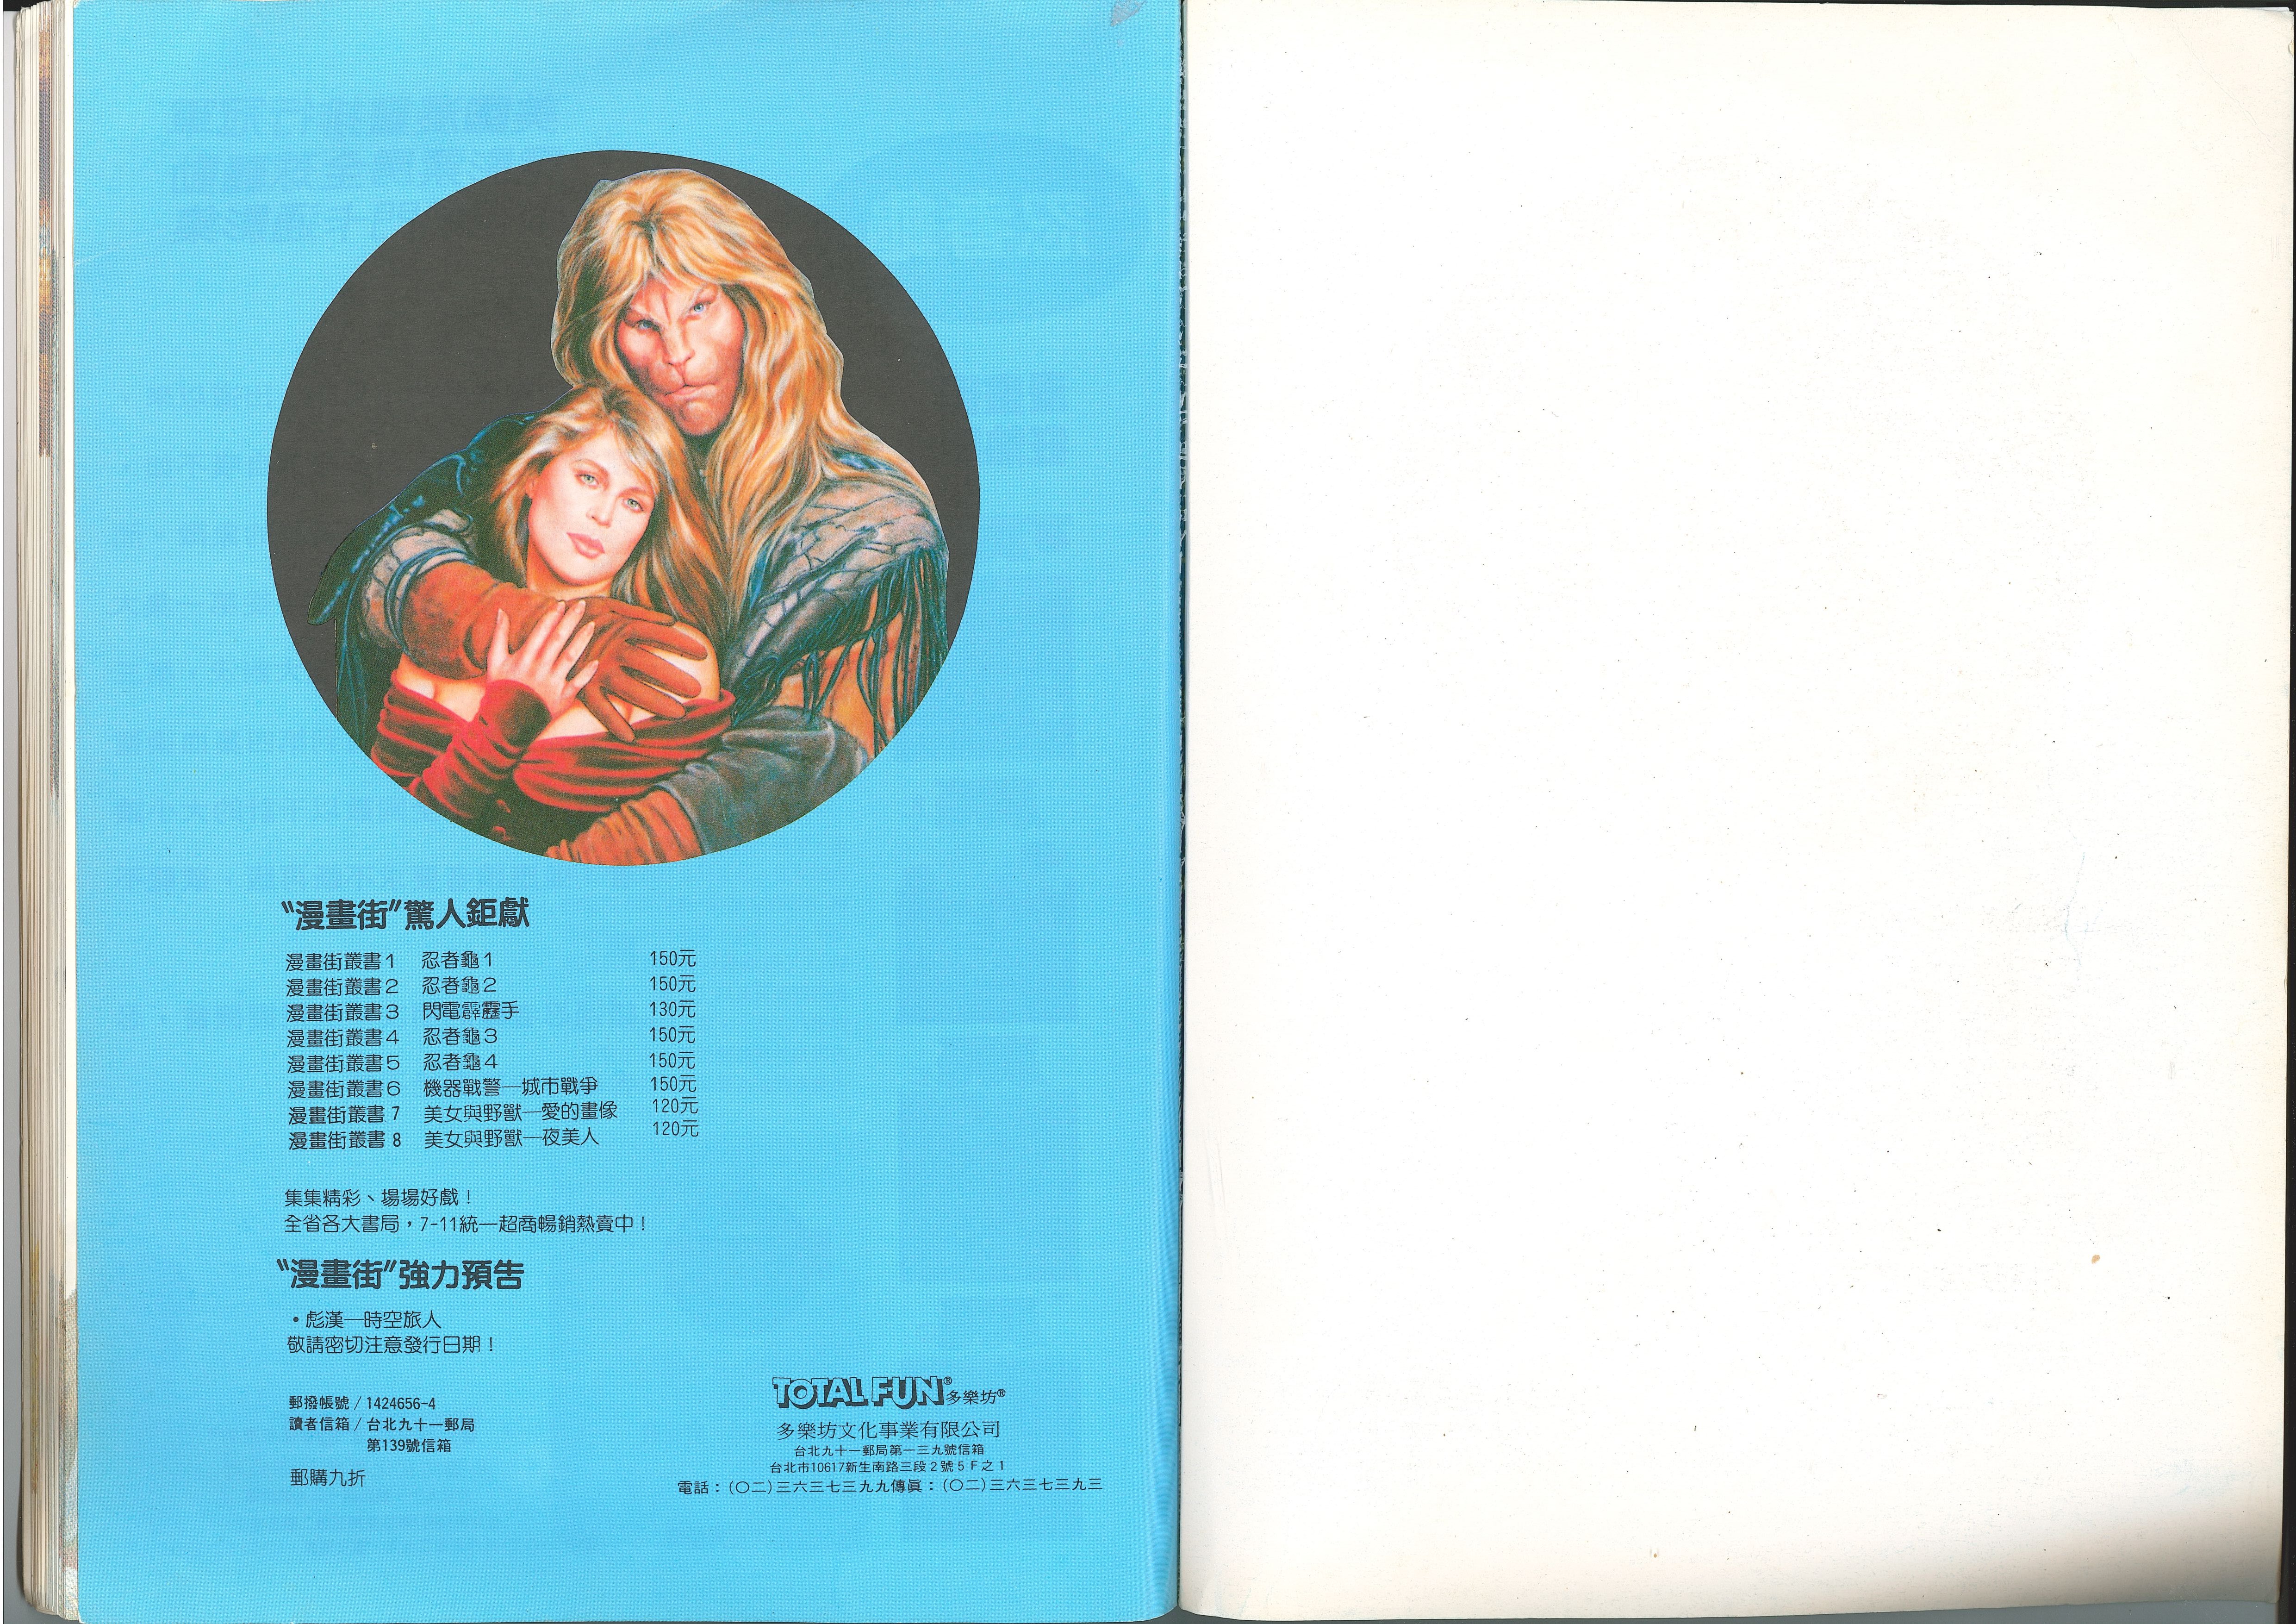 "漫畫街"驚人鉅獻
漫畫街叢書1 忍者龜1 150元
漫畫街叢書2 忍者龜2 150元
漫畫街叢書3 閃電霹靂手 130元
漫畫街叢書4 忍者龜3 150元
漫畫街叢書5 忍者龜4 150元
漫畫街叢書6 機器戰警—城市戰爭 150元
漫畫街叢書7 美女與野獸—愛的畫像 120元
漫畫街叢書8 美女與野獸—夜美人 120元
集集精彩、場場好戲！
全省各大書局，7-11統一超商暢銷熱賣中！
"漫畫街"強力預告
•彪漢—時空旅人
敬請密切注意發行日期！
郵撥帳號/1424656-4
讀者信箱/台北九十一郵局
第139號信箱
郵購九折
TOTAL FUN®多樂坊®
多樂坊文化事業有限公司
台北九十一郵局第一三九號信箱
台北市10617新生南路三段2號5F之1
電話：(〇二)三六三七三九九傳眞：(〇二)三六三七三九三